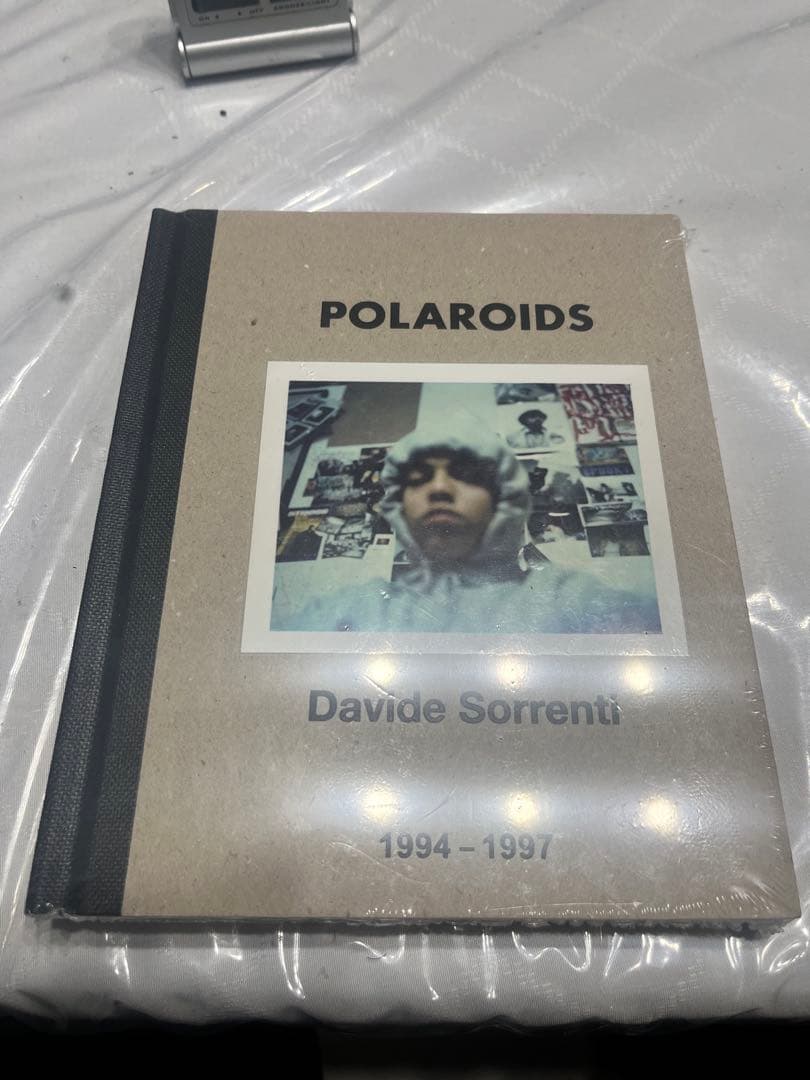 POLAROIDS
Davide Sorrenti
1994 – 1997